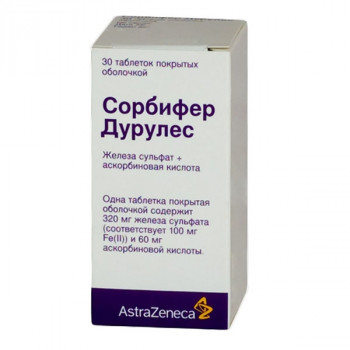 30 таблеток покрытых
оболочкой
Сорбифер
Дурулес
Железа сульфат +
аскорбиновая кислота
Одна таблетка покрытая
оболочкой содержит
320 мг железа сульфата
(соответствует 100 мг
Fe(II)) и 60 мг
аскорбиновой кислоты.
AstraZeneca